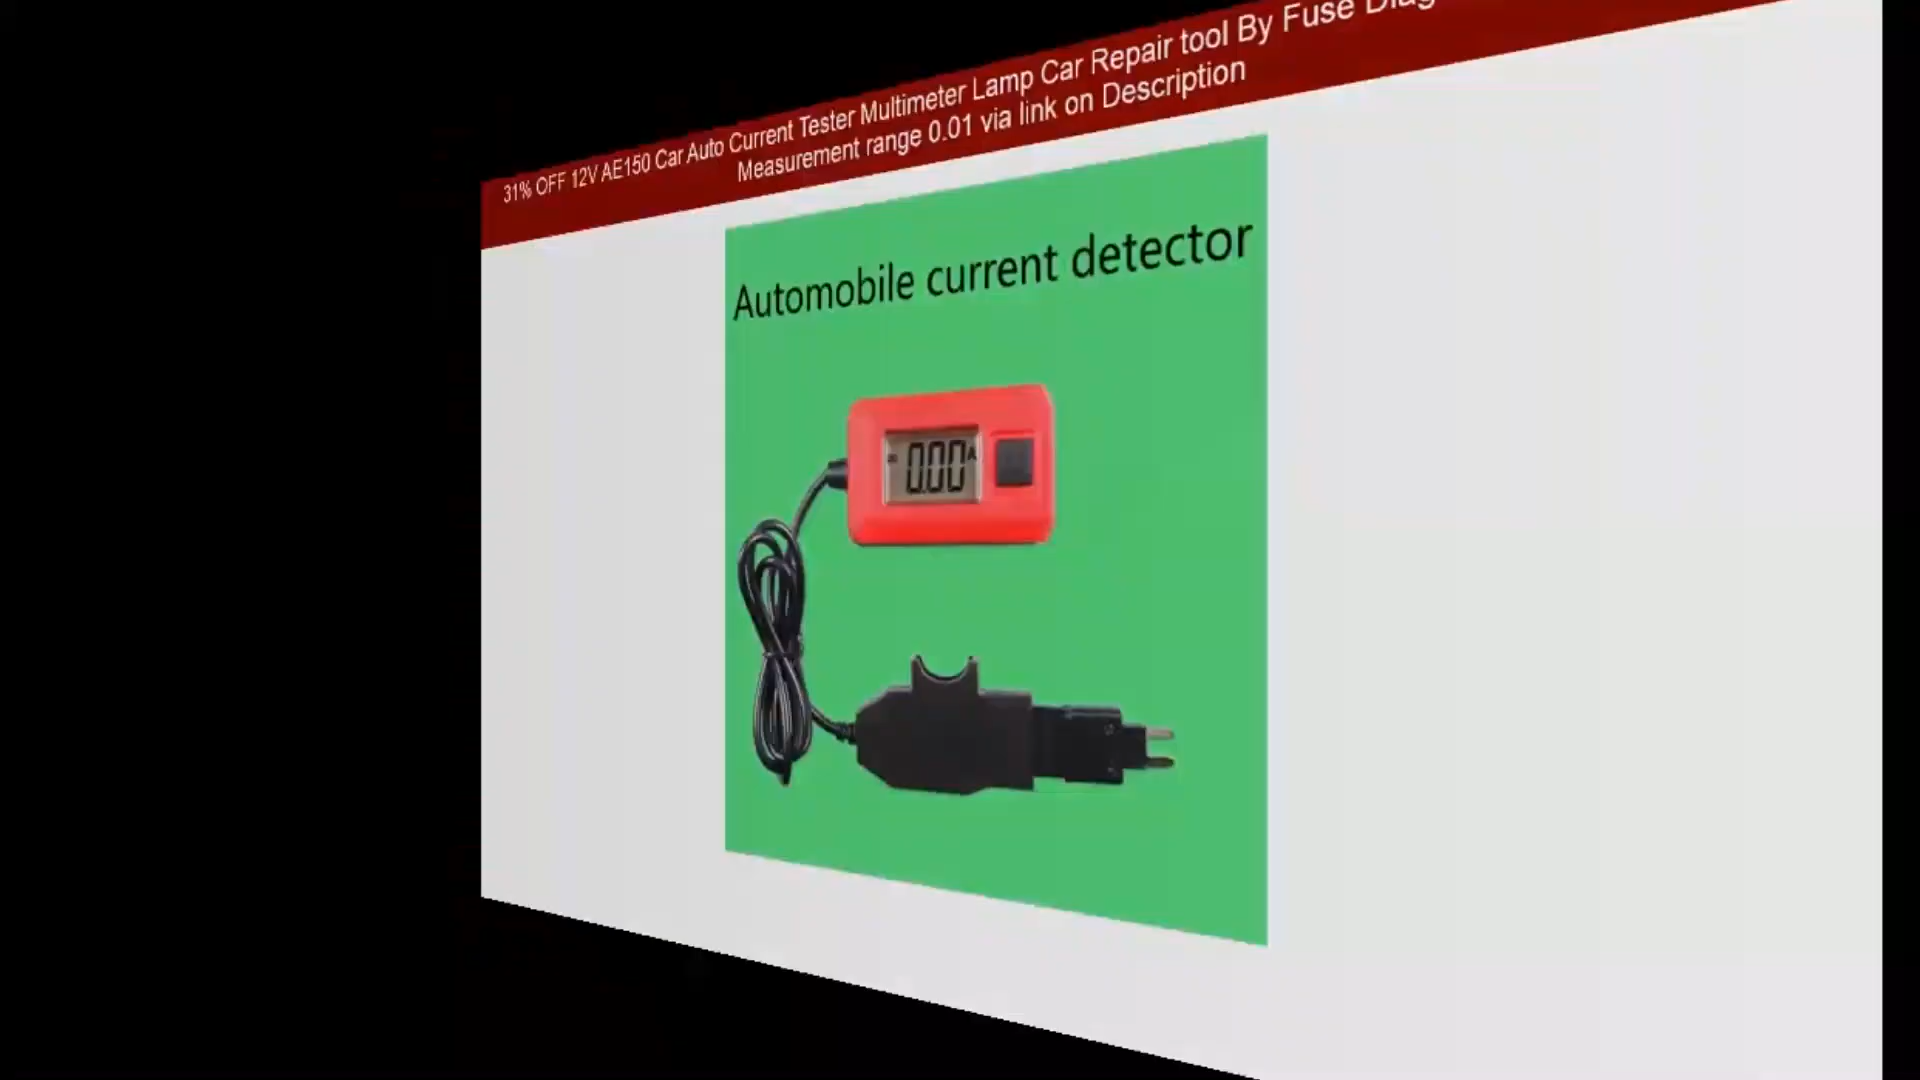 31% OFF 12V AE150 Car Auto Current Tester Multimeter Lamp Car Repair tool By Fuse
Measurement range 0.01 via link on Description
Automobile current detector
0.00 A